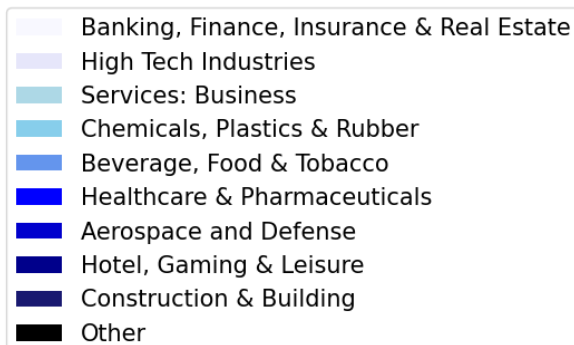 Banking, Finance, Insurance & Real Estate
High Tech Industries
Services: Business
Chemicals, Plastics & Rubber
Beverage, Food & Tobacco
Healthcare & Pharmaceuticals
Aerospace and Defense
Hotel, Gaming & Leisure
Construction & Building
Other